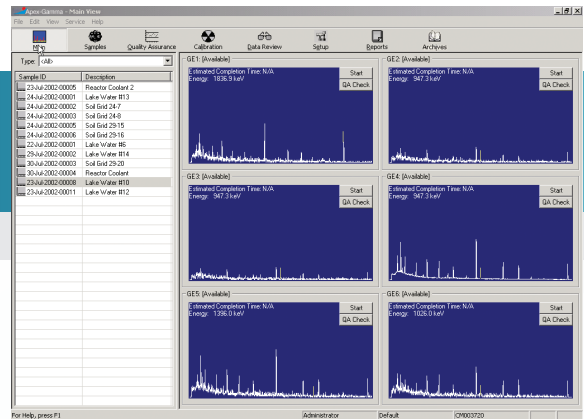 Apex-Gamma - Main View
File Edit View Service Help
Main Samples Quality Assurance Calibration Data Review Setup Reports Archives
Type: <All>
Sample ID Description
23-Jul-2002-00005 Reactor Coolant 2
24-Jul-2002-00001 Lake Water #13
24-Jul-2002-00002 Soil Grid 24-7
24-Jul-2002-00003 Soil Grid 24-8
24-Jul-2002-00005 Soil Grid 29-15
24-Jul-2002-00006 Soil Grid 29-16
22-Jul-2002-00001 Lake Water #6
29-Jul-2002-00002 Lake Water #14
30-Jul-2002-00003 Soil Grid 29-20
30-Jul-2002-00004 Reactor Coolant
23-Jul-2002-00008 Lake Water #10
23-Jul-2002-00011 Lake Water #12
GE1: [Available]
Estimated Completion Time: N/A
Energy: 1836.9 keV
Start
QA Check
GE2: [Available]
Estimated Completion Time: N/A
Energy: 947.3 keV
Start
QA Check
GE3: [Available]
Estimated Completion Time: N/A
Energy: 947.3 keV
Start
QA Check
GE4: [Available]
Estimated Completion Time: N/A
Energy: 947.3 keV
Start
QA Check
GE5: [Available]
Estimated Completion Time: N/A
Energy: 1396.0 keV
Start
QA Check
GE6: [Available]
Estimated Completion Time: N/A
Energy: 1026.0 keV
Start
QA Check
For Help, press F1
Administrator
Default
CM003720